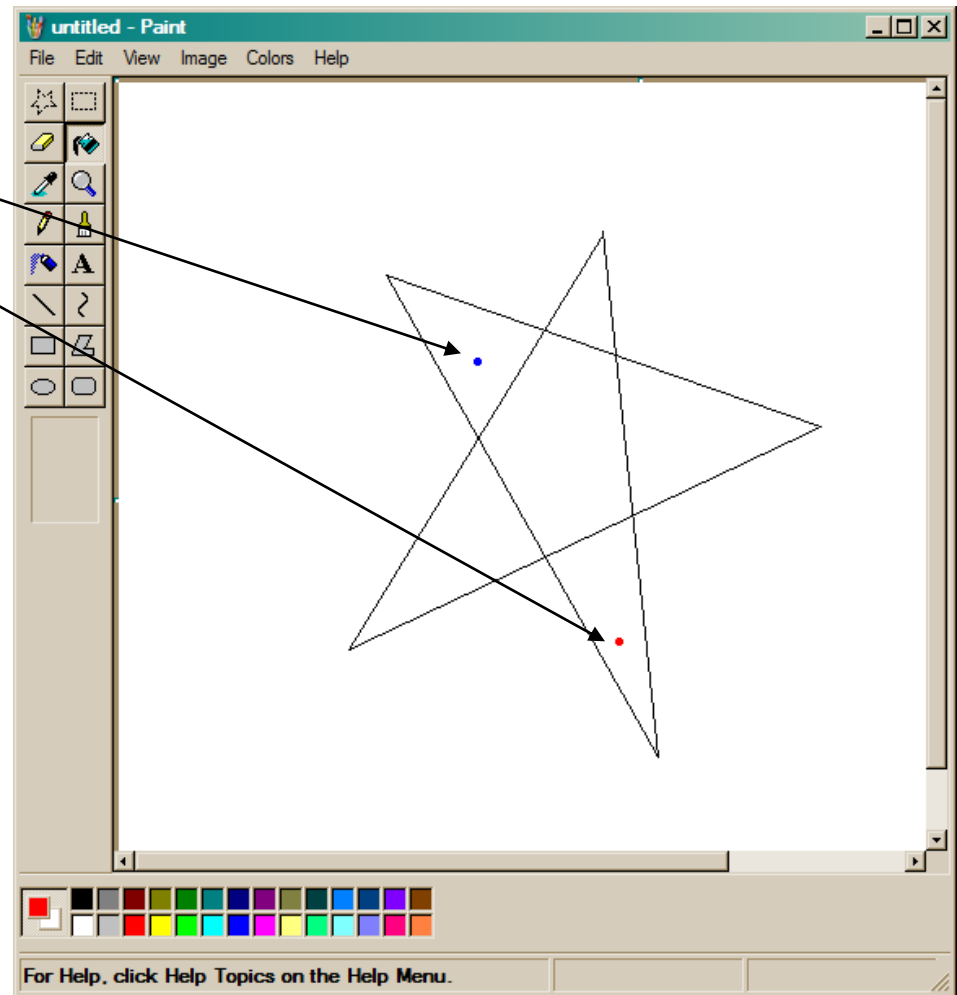 untitled - Paint
File Edit View Image Colors Help
A
For Help, click Help Topics on the Help Menu.